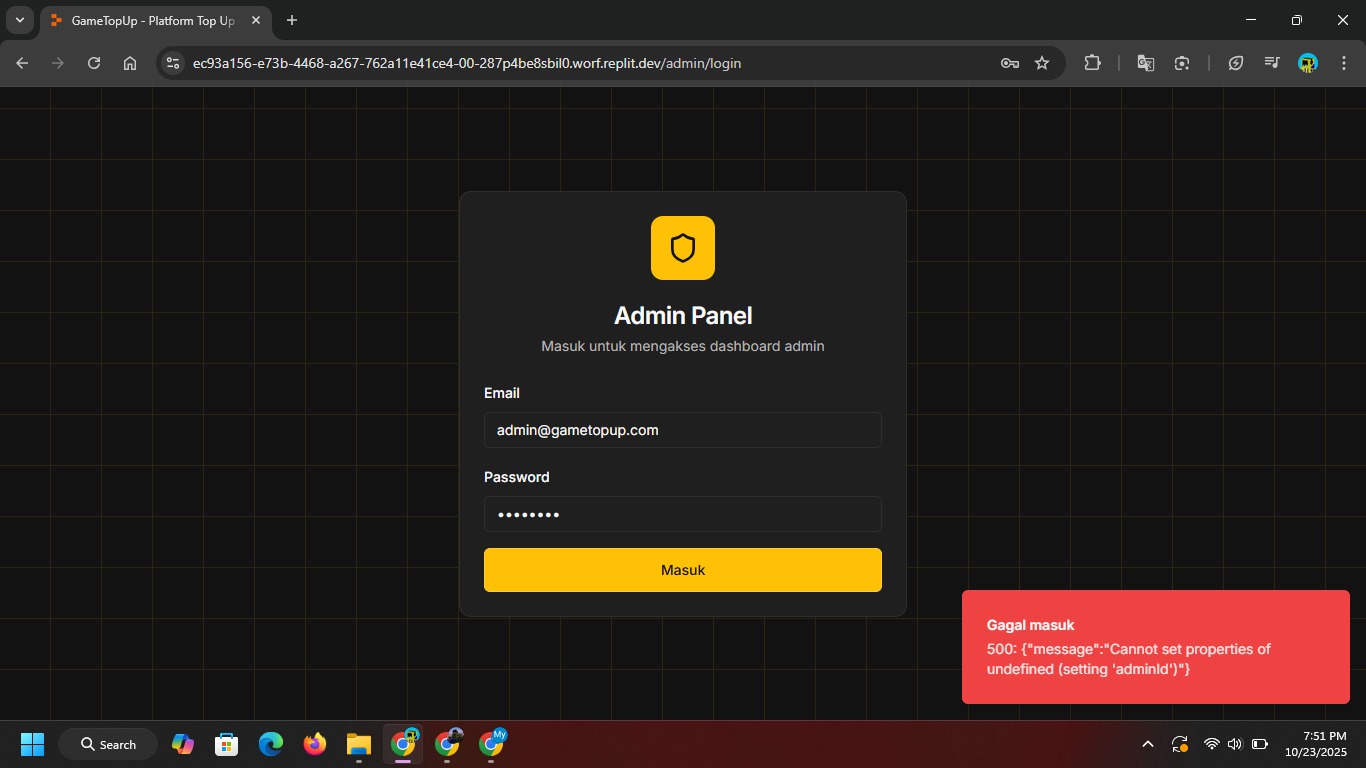 GameTopUp - Platform Top Up
ec93a156-e73b-4468-a267-762a11e41ce4-00-287p4be8sbil0.worf.replit.dev/admin/login
Admin Panel
Masuk untuk mengakses dashboard admin
Email
admin@gametopup.com
Password
Masuk
Gagal masuk
500: {"message":"Cannot set properties of
undefined (setting 'adminId')"}
Search
My
7:51 PM
10/23/2025